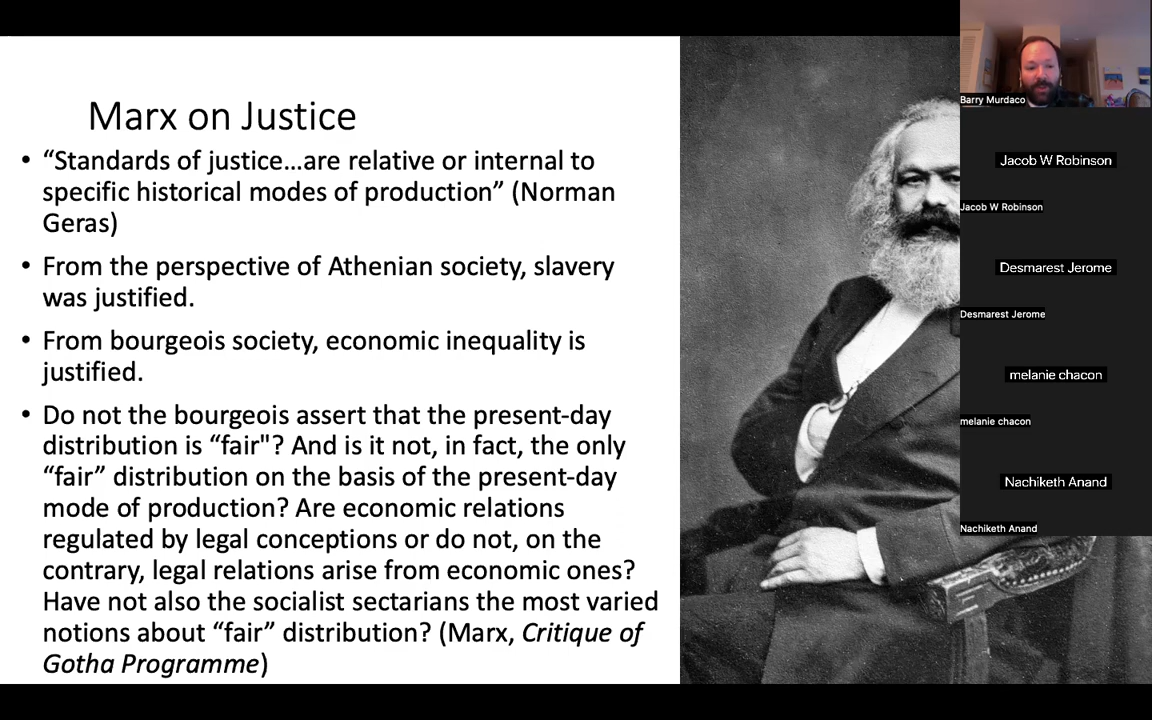 Marx on Justice
• “Standards of justice...are relative or internal to
specific historical modes of production” (Norman
Geras)
• From the perspective of Athenian society, slavery
was justified.
• From bourgeois society, economic inequality is
justified.
• Do not the bourgeois assert that the present-day
distribution is “fair"? And is it not, in fact, the only
“fair” distribution on the basis of the present-day
mode of production? Are economic relations
regulated by legal conceptions or do not, on the
contrary, legal relations arise from economic ones?
Have not also the socialist sectarians the most varied
notions about “fair” distribution? (Marx, Critique of
Gotha Programme)
Barry Murdaco
Jacob W Robinson
Jacob W Robinson
Desmarest Jerome
Desmarest Jerome
melanie chacon
melanie chacon
Nachiketh Anand
Nachiketh Anand